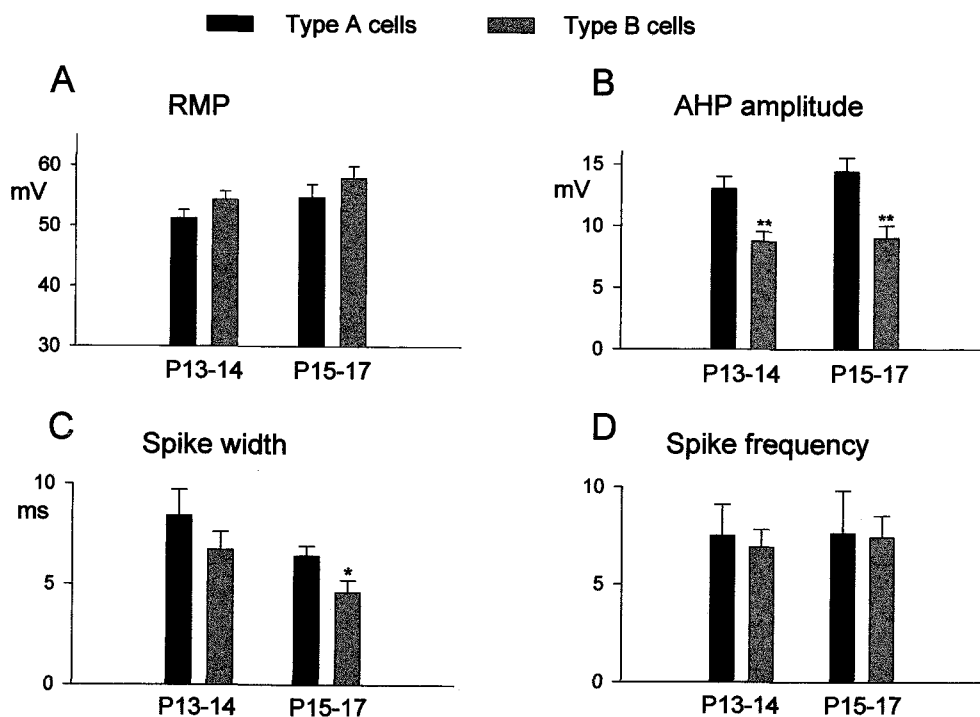 Type A cells Type B cells
A
RMP
60
mV
50
40
30
P13-14 P15-17
B
AHP amplitude
15
mV
10
**
**
5
0
P13-14 P15-17
C
Spike width
10
ms
5
*
0
P13-14 P15-17
D
Spike frequency
10
5
0
P13-14 P15-17